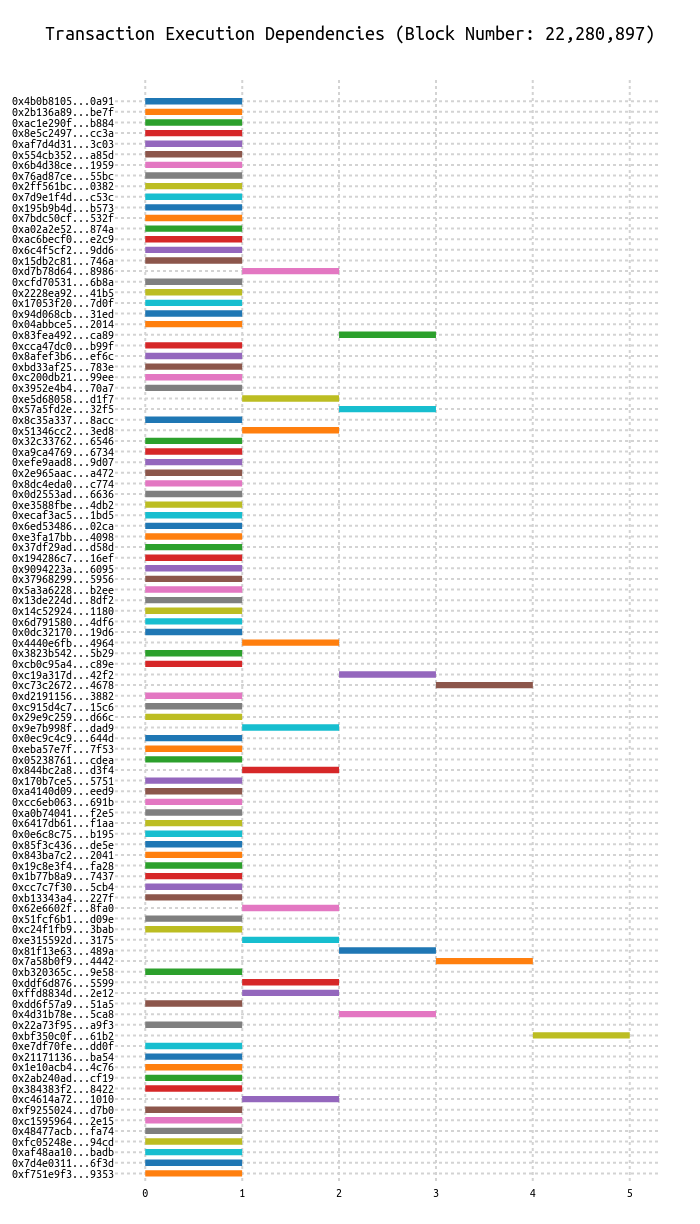 Transaction Execution Dependencies (Block Number: 22,280,897)
0x4b0b8105...0a91
0x2b136a89...be7f
0xac1e290f...b884
0x8e5c2497...cc3a
0xaf7d4d31...3c03
0x554cb352...a85d
0x6b4d38ce...1959
0x76ad87ce...55bc
0x2ff561bc...0382
0x7d9e1f4d...c53c
0x195b9b4d...b573
0x7bdc50cf...532f
0xa02a2e52...874a
0xac6becf0...e2c9
0x6c4f5cf2...9dd6
0x15db2c81...746a
0xd7b78d64...8986
0xcfd70531...6b8a
0x2228ea92...41b5
0x17053f20...7d0f
0x94d068cb...31ed
0x04abbce5...2014
0x83fea492...ca89
0xcca47dc0...b99f
0x8afef3b6...ef6c
0xbd33af25...783e
0xc200db21...99ee
0x3952e4b4...70a7
0xe5d68058...d1f7
0x57a5fd2e...32f5
0x8c35a337...8acc
0x51346cc2...3ed8
0x32c33762...6546
0xa9ca4769...6734
0xefe9aad8...9d07
0x2e965aac...a472
0x8dc4eda0...c774
0x0d2553ad...6636
0xe3588fbe...4db2
0xecaf3ac5...1bd5
0x6ed53486...02ca
0xe3fa17bb...4098
0x37df29ad...d58d
0x194286c7...16ef
0x9094223a...6095
0x37968299...5956
0x5a3a6228...b2ee
0x13de224d...8df2
0x14c52924...1180
0x6d791580...4df6
0x0dc32170...19d6
0x4440e6fb...4964
0x3823b542...5b29
0xcb0c95a4...c89e
0xc19a317d...42f2
0xc73c2672...4678
0xd2191156...3882
0xc915d4c7...15c6
0x29e9c259...d66c
0x9e7b998f...dad9
0x0ec9c4c9...644d
0xeba57e7f...7f53
0x05238761...cdea
0x844bc2a8...d3f4
0x170b7ce5...5751
0xa4140d09...eed9
0xcc6eb063...691b
0xa0b74041...f2e5
0x6417db61...f1aa
0x0e6c8c75...b195
0x85f3c436...de5e
0x843ba7c2...2041
0x19c8e3f4...fa28
0x1b77b8a9...7437
0xcc7c7f30...5cb4
0xb13343a4...227f
0x62e6602f...8fa0
0x51fcf6b1...d09e
0xc24f1fb9...3bab
0xe315592d...3175
0x81f13e63...489a
0x7a58b0f9...4442
0xb320365c...9e58
0xddf6d876...5599
0xffd8834d...2e12
0xdd6f57a9...51a5
0x4d31b78e...5ca8
0x22a73f95...a9f3
0xbf350c0f...61b2
0xe7df70fe...dd0f
0x21171136...ba54
0x1e10acb4...4c76
0x2ab240ad...cf19
0x384383f2...8422
0xc4614a72...1010
0xf9255024...d7b0
0xc1595964...2e15
0x48477acb...fa74
0xfc05248e...94cd
0xaf48aa10...badb
0x7d4e0311...6f3d
0xf751e9f3...9353
0 1 2 3 4 5